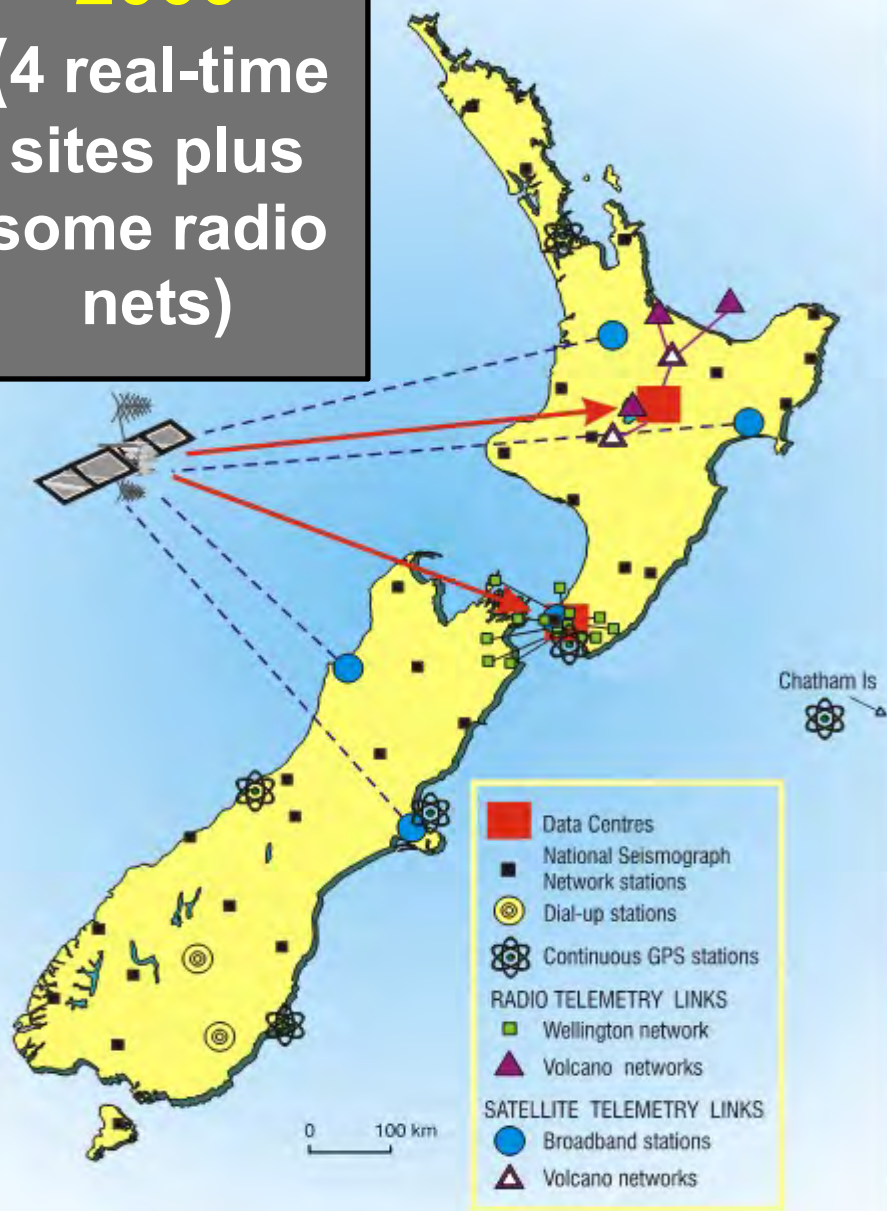 (4 real-time
sites plus
some radio
nets)
Chatham Is
Data Centres
National Seismograph
Network stations
Dial-up stations
Continuous GPS stations
RADIO TELEMETRY LINKS
Wellington network
Volcano networks
SATELLITE TELEMETRY LINKS
Broadband stations
Volcano networks
0 100 km